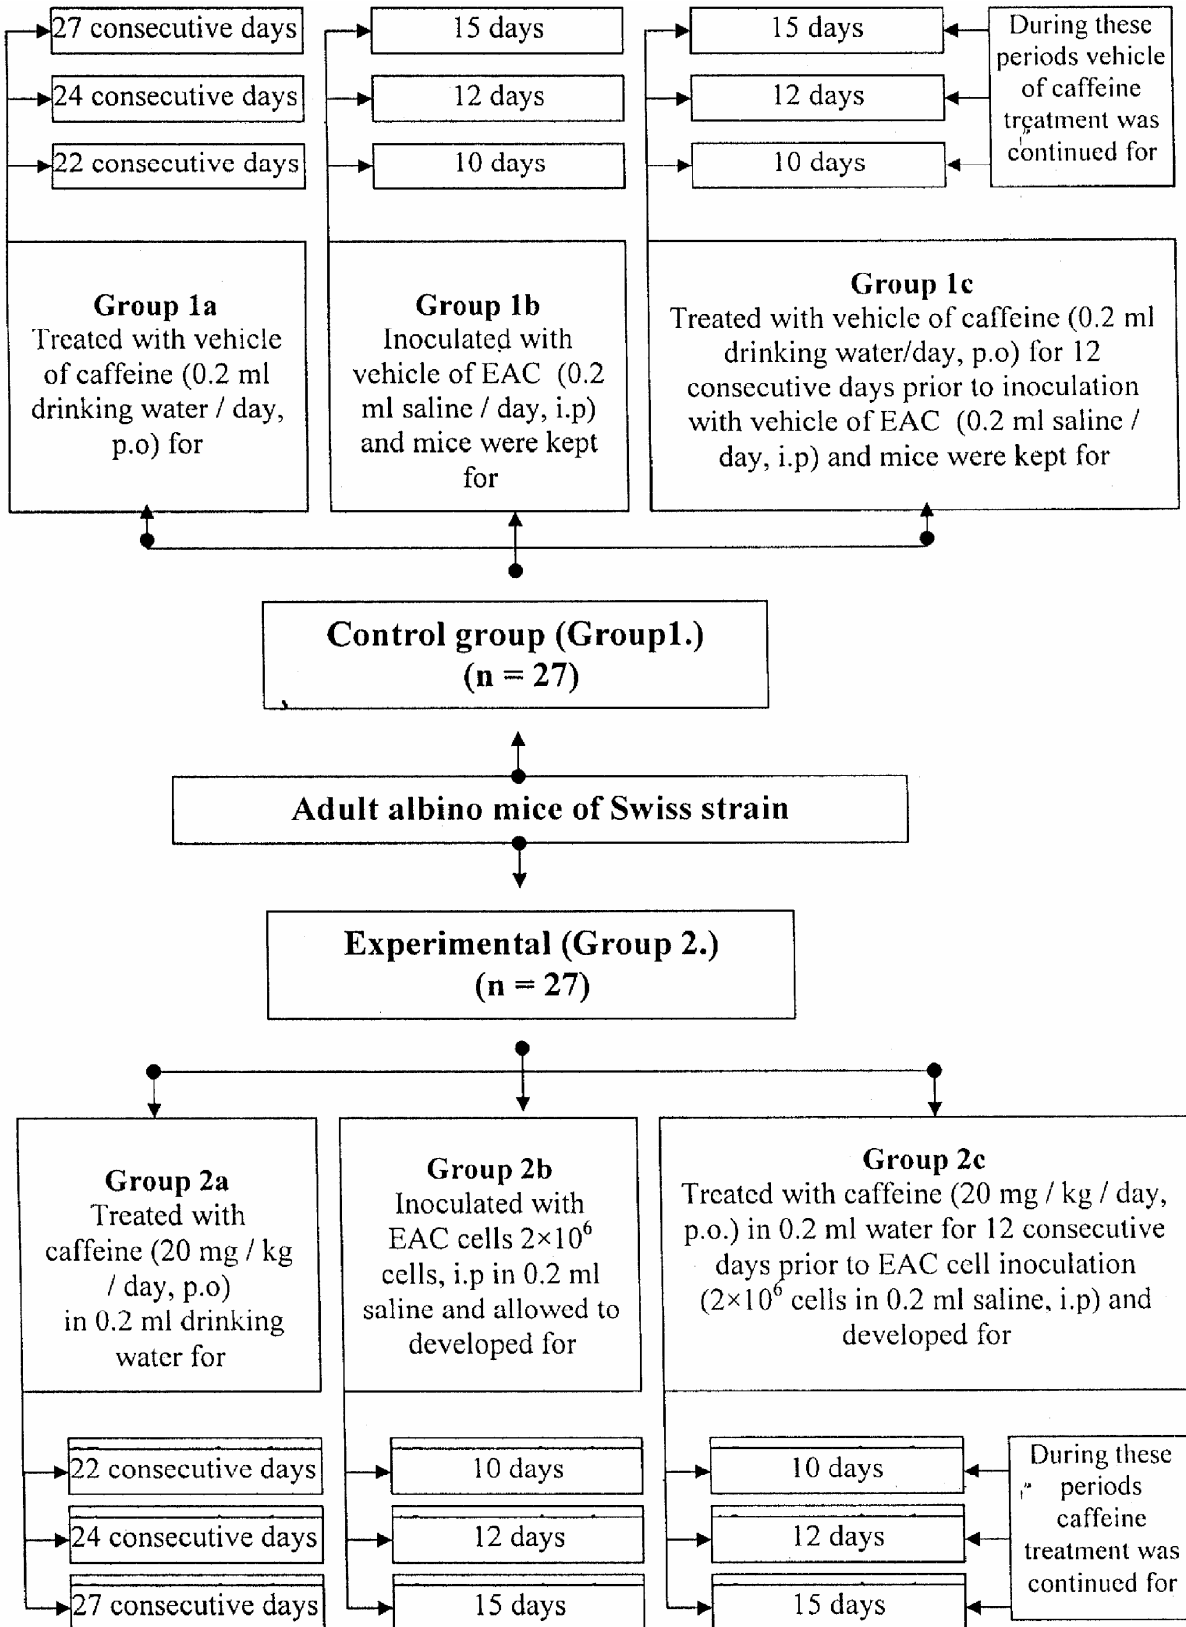 27 consecutive days
24 consecutive days
22 consecutive days
15 days
12 days
10 days
15 days
12 days
10 days
During these
periods vehicle
of caffeine
treatment was
continued for
Group 1a
Treated with vehicle
of caffeine (0.2 ml
drinking water / day,
p.o) for
Group 1b
Inoculated with
vehicle of EAC (0.2
ml saline / day, i.p)
and mice were kept
for
Group 1c
Treated with vehicle of caffeine (0.2 ml
drinking water/day, p.o) for 12
consecutive days prior to inoculation
with vehicle of EAC (0.2 ml saline /
day, i.p) and mice were kept for
Control group (Group1.)
(n = 27)
Adult albino mice of Swiss strain
Experimental (Group 2.)
(n = 27)
Group 2a
Treated with
caffeine (20 mg / kg
/ day, p.o)
in 0.2 ml drinking
water for
Group 2b
Inoculated with
EAC cells 2×10⁶
cells, i.p in 0.2 ml
saline and allowed to
developed for
Group 2c
Treated with caffeine (20 mg / kg / day,
p.o.) in 0.2 ml water for 12 consecutive
days prior to EAC cell inoculation
(2×10⁶ cells in 0.2 ml saline, i.p) and
developed for
22 consecutive days
24 consecutive days
27 consecutive days
10 days
12 days
15 days
10 days
12 days
15 days
During these
periods
caffeine
treatment was
continued for